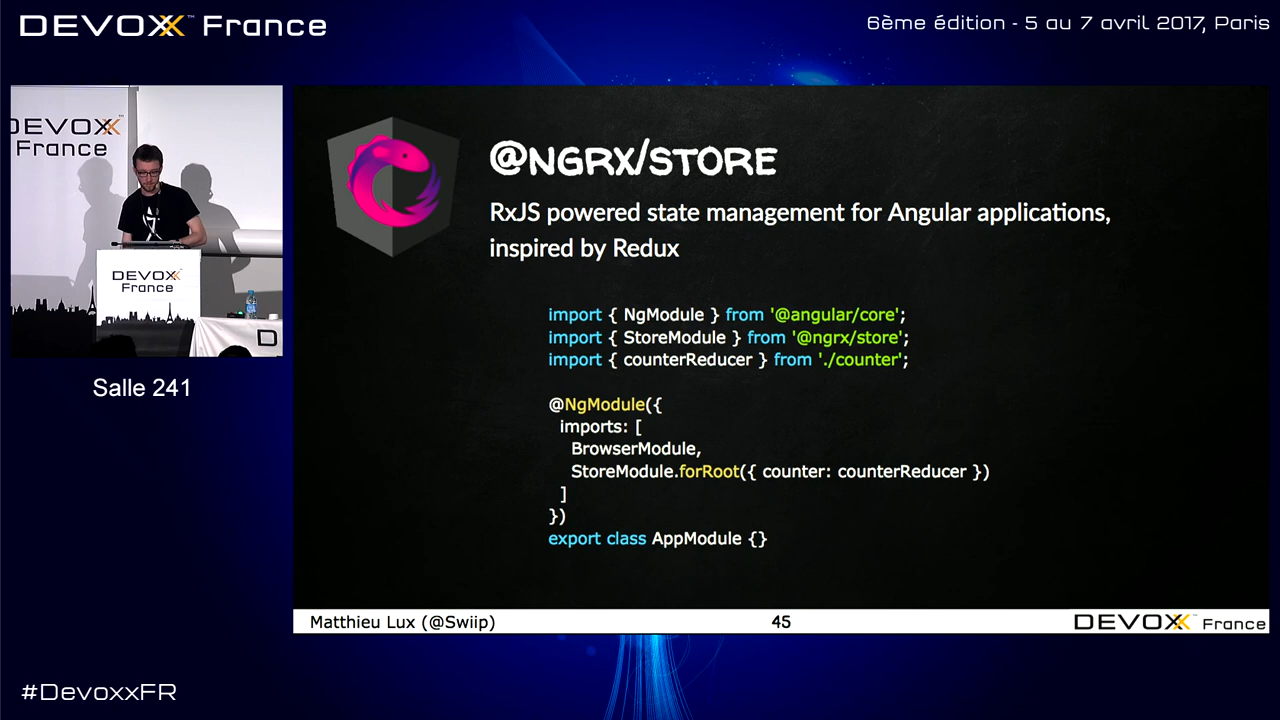 DEVOXX™ France
6ème édition - 5 au 7 avril 2017, Paris
DEVOXX
France
DEVOXX
France
D
Salle 241
@NGRX/STORE
RxJS powered state management for Angular applications,
inspired by Redux
import { NgModule } from '@angular/core';
import { StoreModule } from '@ngrx/store';
import { counterReducer } from './counter';
@NgModule({
  imports: [
    BrowserModule,
    StoreModule.forRoot({ counter: counterReducer })
  ]
})
export class AppModule {}
Matthieu Lux (@Swiip)
45
DEVOXX™ France
#DevoxxFR